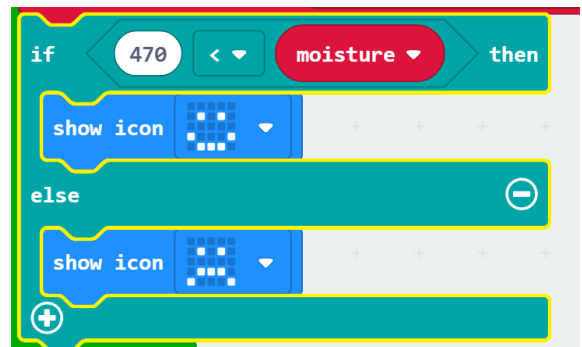 if 470 < moisture then
show icon
else
show icon